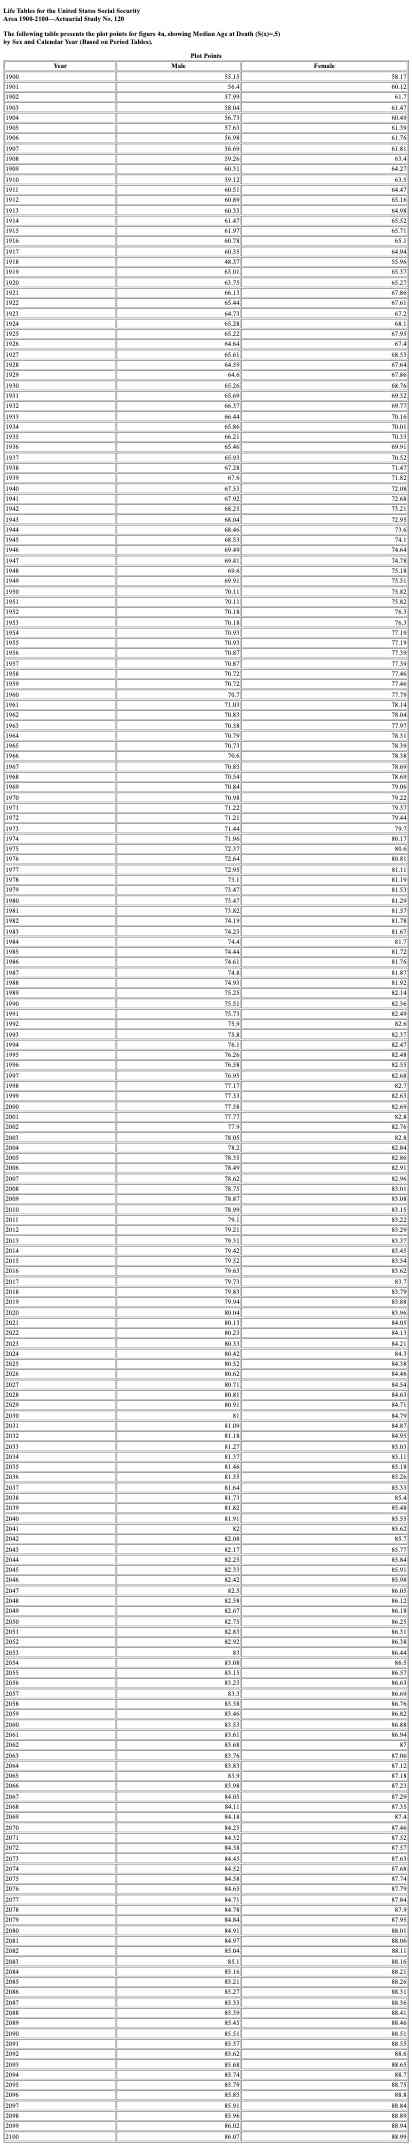 Life Tables for the United States Social Security
Area 1900-2100—Actuarial Study No. 120
The following table presents the plot points for figure 4a, showing Median Age at Death (S(x)=.5)
by Sex and Calendar Year (Based on Period Tables).
Plot Points
Year Male Female
1900 55.15 58.17
1901 56.4 60.12
1902 57.99 61.7
1903 58.04 61.47
1904 56.73 60.49
1905 57.63 61.39
1906 56.98 61.76
1907 56.69 61.81
1908 59.26 63.4
1909 60.51 64.27
1910 59.12 63.5
1911 60.51 64.47
1912 60.89 65.16
1913 60.35 64.98
1914 61.47 65.52
1915 61.97 65.71
1916 60.78 65.1
1917 60.35 64.94
1918 48.37 55.96
1919 63.01 65.37
1920 63.75 65.27
1921 66.13 67.86
1922 65.44 67.61
1923 64.73 67.2
1924 65.28 68.1
1925 65.22 67.95
1926 64.64 67.4
1927 65.61 68.53
1928 64.59 67.64
1929 64.6 67.86
1930 65.26 68.76
1931 65.69 69.32
1932 66.37 69.77
1933 66.44 70.16
1934 65.86 70.01
1935 66.21 70.33
1936 65.46 69.91
1937 65.93 70.52
1938 67.28 71.47
1939 67.6 71.82
1940 67.53 72.08
1941 67.92 72.68
1942 68.25 73.21
1943 68.04 72.95
1944 68.46 73.6
1945 68.53 74.1
1946 69.49 74.64
1947 69.41 74.78
1948 69.6 75.18
1949 69.91 75.51
1950 70.11 75.82
1951 70.11 75.82
1952 70.18 76.3
1953 70.18 76.3
1954 70.93 77.19
1955 70.93 77.19
1956 70.87 77.39
1957 70.87 77.39
1958 70.72 77.46
1959 70.72 77.46
1960 70.7 77.79
1961 71.03 78.14
1962 70.83 78.04
1963 70.58 77.97
1964 70.79 78.31
1965 70.73 78.39
1966 70.6 78.38
1967 70.85 78.69
1968 70.54 78.60
1969 70.84 79.06
1970 70.98 79.22
1971 71.22 79.37
1972 71.21 79.44
1973 71.44 79.7
1974 71.96 80.17
1975 72.37 80.6
1976 72.64 80.81
1977 72.95 81.11
1978 73.1 81.19
1979 73.47 81.53
1980 73.47 81.29
1981 73.82 81.57
1982 74.19 81.78
1983 74.25 81.67
1984 74.4 81.7
1985 74.44 81.72
1986 74.61 81.76
1987 74.8 81.87
1988 74.93 81.92
1989 75.25 82.14
1990 75.51 82.36
1991 75.73 82.49
1992 75.9 82.6
1993 75.8 82.37
1994 76.1 82.47
1995 76.26 82.48
1996 76.58 82.55
1997 76.95 82.68
1998 77.17 82.7
1999 77.33 82.63
2000 77.58 82.69
2001 77.77 82.8
2002 77.9 82.76
2003 78.05 82.8
2004 78.2 82.84
2005 78.35 82.86
2006 78.49 82.91
2007 78.62 82.96
2008 78.75 83.01
2009 78.87 83.08
2010 78.99 83.15
2011 79.1 83.22
2012 79.21 83.29
2013 79.31 83.37
2014 79.42 83.45
2015 79.52 83.54
2016 79.63 83.62
2017 79.73 83.7
2018 79.83 83.79
2019 79.94 83.88
2020 80.04 83.96
2021 80.13 84.05
2022 80.23 84.13
2023 80.33 84.21
2024 80.42 84.3
2025 80.52 84.38
2026 80.62 84.46
2027 80.71 84.54
2028 80.81 84.63
2029 80.91 84.71
2030 81 84.79
2031 81.09 84.87
2032 81.18 84.95
2033 81.27 85.03
2034 81.37 85.11
2035 81.46 85.18
2036 81.55 85.26
2037 81.64 85.33
2038 81.73 85.4
2039 81.82 85.48
2040 81.91 85.55
2041 82 85.62
2042 82.08 85.7
2043 82.17 85.77
2044 82.25 85.84
2045 82.33 85.91
2046 82.42 85.98
2047 82.5 86.05
2048 82.58 86.12
2049 82.67 86.18
2050 82.75 86.25
2051 82.83 86.31
2052 82.92 86.38
2053 83 86.44
2054 83.08 86.5
2055 83.15 86.57
2056 83.23 86.63
2057 83.3 86.69
2058 83.38 86.76
2059 83.46 86.82
2060 83.53 86.88
2061 83.61 86.94
2062 83.68 87
2063 83.76 87.06
2064 83.83 87.12
2065 83.9 87.18
2066 83.98 87.23
2067 84.05 87.29
2068 84.11 87.35
2069 84.18 87.4
2070 84.25 87.46
2071 84.32 87.52
2072 84.38 87.57
2073 84.45 87.63
2074 84.52 87.68
2075 84.58 87.74
2076 84.65 87.79
2077 84.71 87.84
2078 84.78 87.9
2079 84.84 87.95
2080 84.91 88.01
2081 84.97 88.06
2082 85.04 88.11
2083 85.1 88.16
2084 85.16 88.21
2085 85.21 88.26
2086 85.27 88.31
2087 85.33 88.36
2088 85.39 88.41
2089 85.45 88.46
2090 85.51 88.51
2091 85.57 88.55
2092 85.62 88.6
2093 85.68 88.65
2094 85.74 88.7
2095 85.79 88.75
2096 85.85 88.8
2097 85.91 88.84
2098 85.96 88.89
2099 86.02 88.94
2100 86.07 88.99